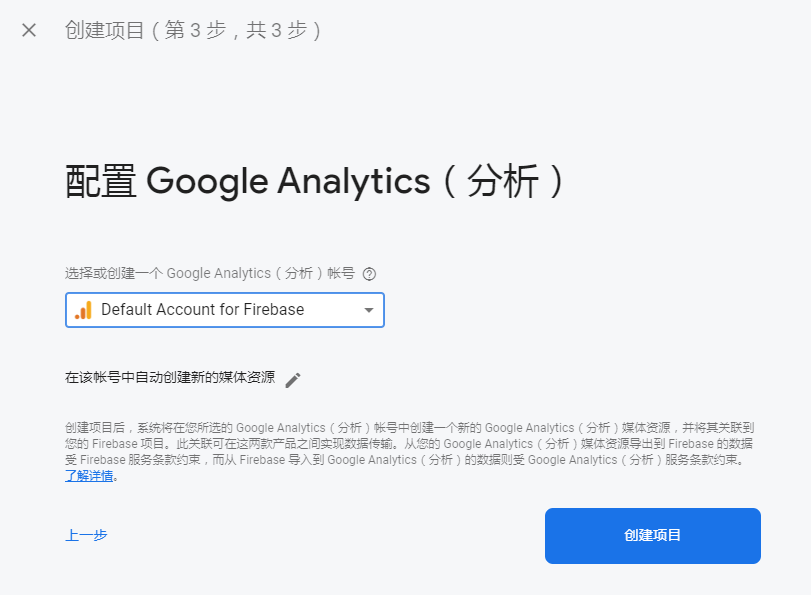 创建项目（第 3 步，共 3 步）
配置 Google Analytics（分析）
选择或创建一个 Google Analytics（分析）帐号
Default Account for Firebase
在该帐号中自动创建新的媒体资源
创建项目后，系统将在您所选的 Google Analytics（分析）帐号中创建一个新的 Google Analytics（分析）媒体资源，并将其关联到
您的 Firebase 项目。此关联可在这两款产品之间实现数据传输。从您的 Google Analytics（分析）媒体资源导出到 Firebase 的数据
受 Firebase 服务条款约束，而从 Firebase 导入到 Google Analytics（分析）的数据则受 Google Analytics（分析）服务条款约束。
了解详情。
上一步
创建项目